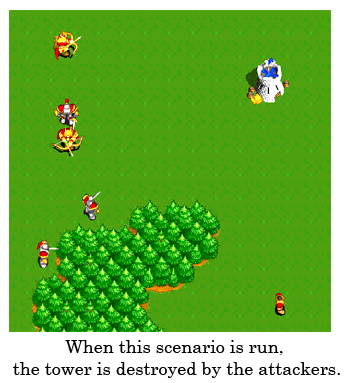 When this scenario is run,
the tower is destroyed by the attackers.